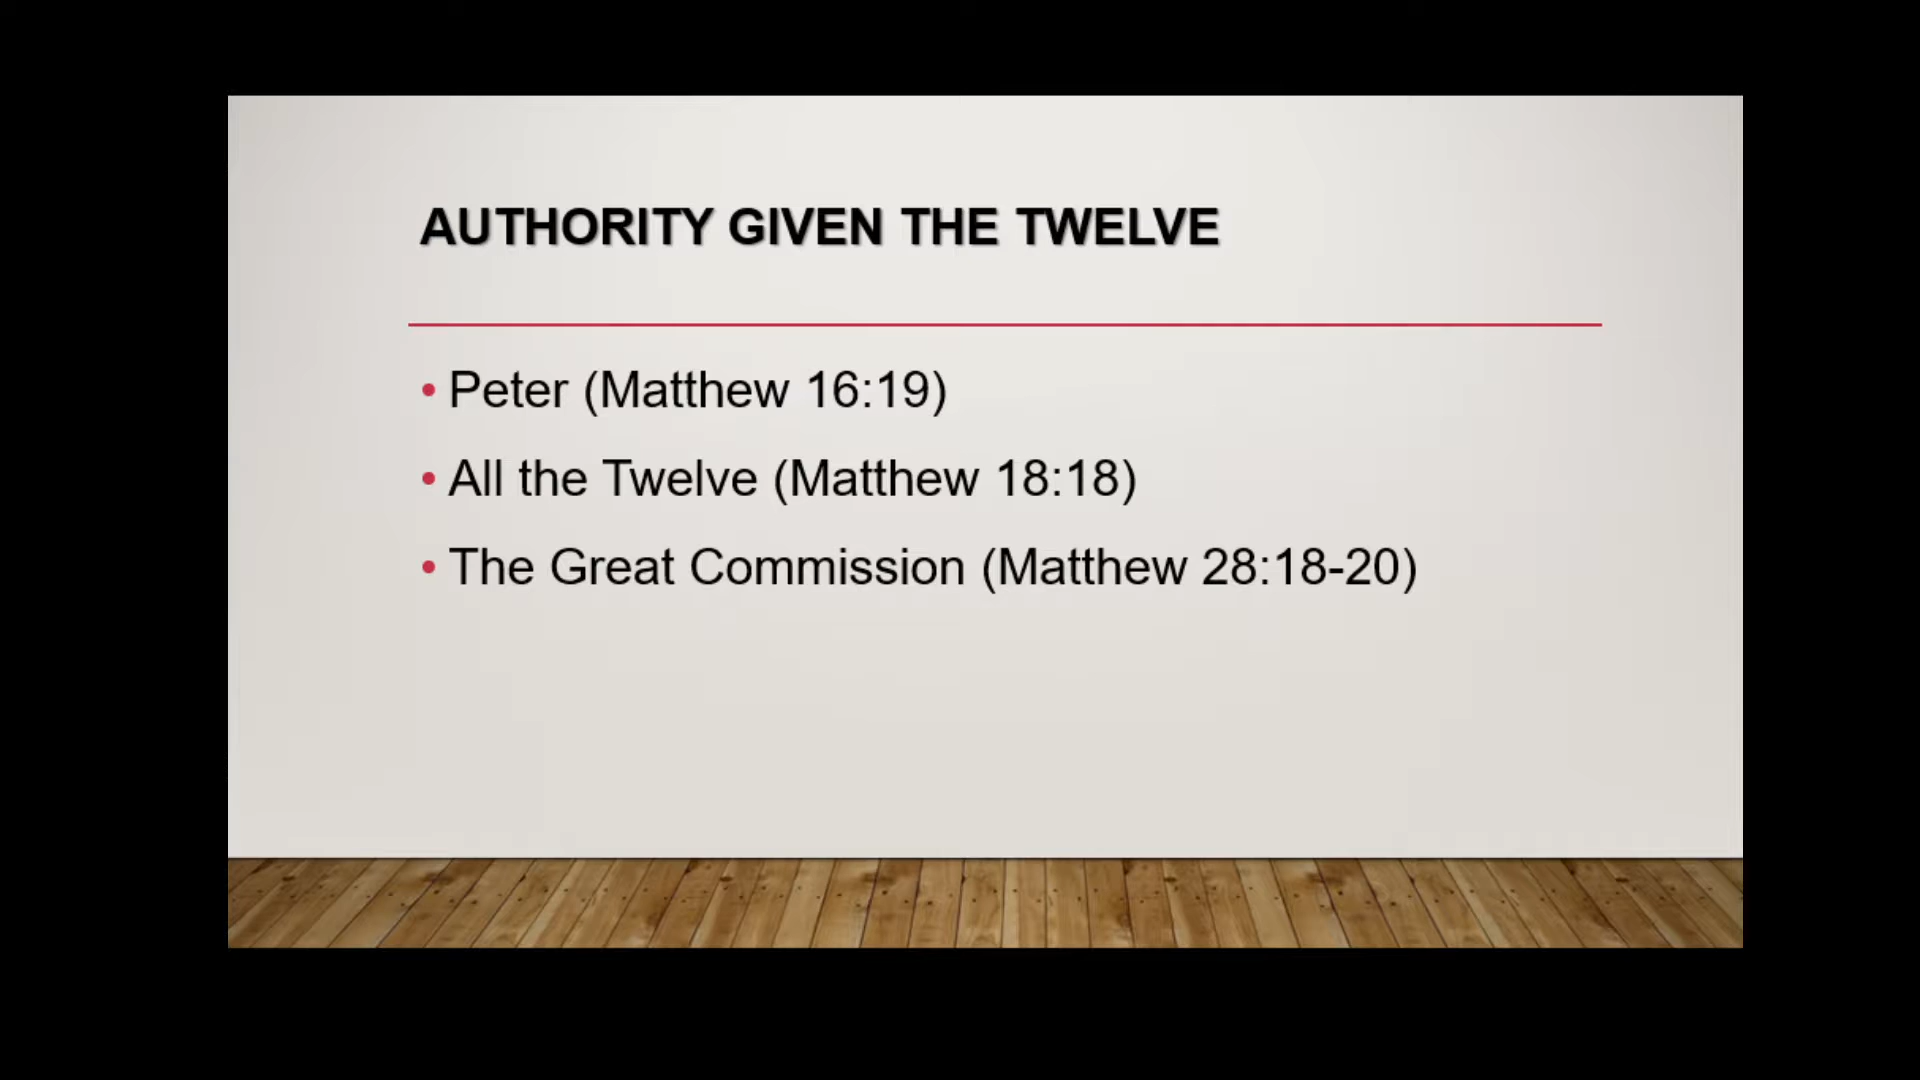 AUTHORITY GIVEN THE TWELVE
• Peter (Matthew 16:19)
• All the Twelve (Matthew 18:18)
• The Great Commission (Matthew 28:18-20)